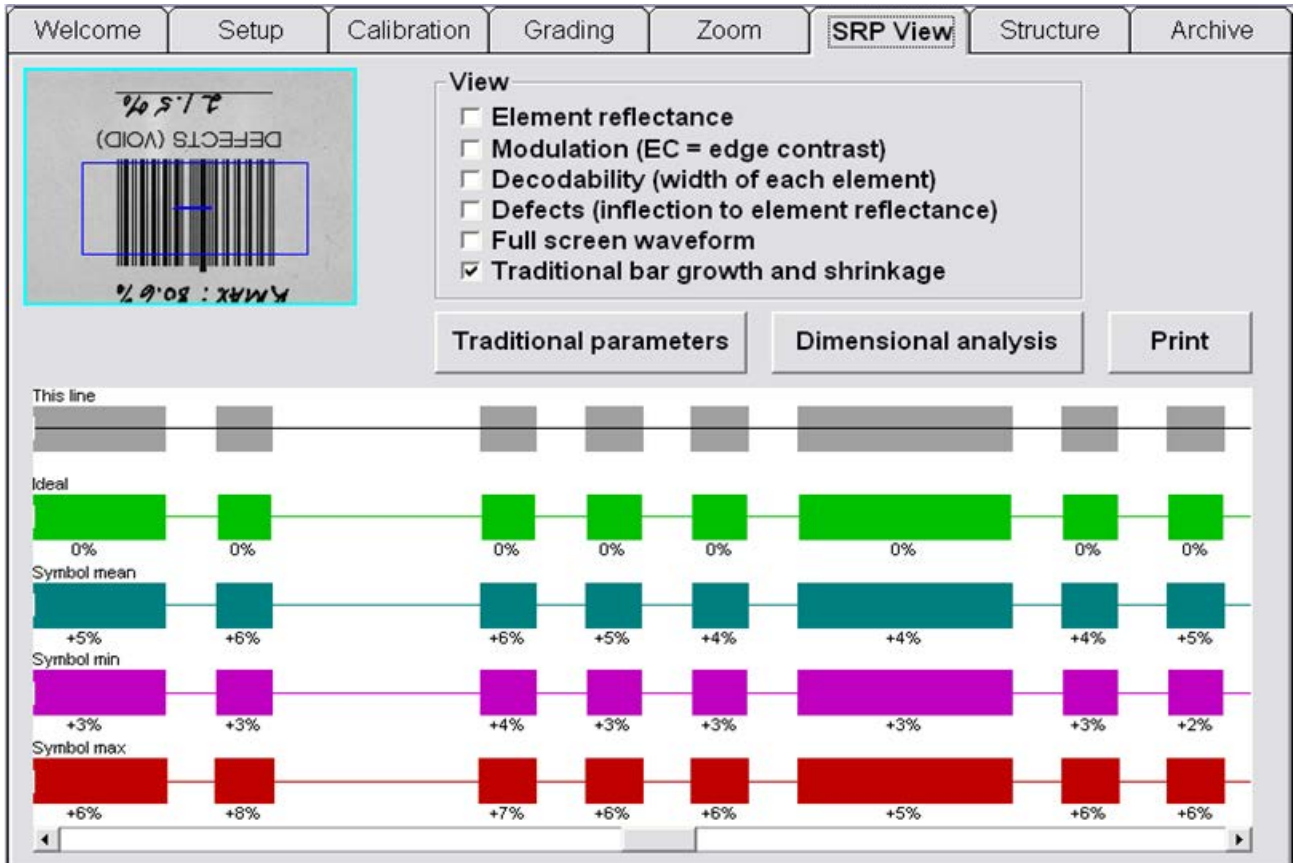 Welcome Setup Calibration Grading Zoom SRP View Structure Archive
21.5%
DEFECTS (VOID)
RMAX: 80.6%
View
Element reflectance
Modulation (EC = edge contrast)
Decodability (width of each element)
Defects (inflection to element reflectance)
Full screen waveform
Traditional bar growth and shrinkage
Traditional parameters Dimensional analysis Print
This line
Ideal
0% 0% 0% 0% 0% 0% 0% 0%
Symbol mean
+5% +6% +6% +5% +4% +4% +4% +5%
Symbol min
+3% +3% +4% +3% +3% +3% +3% +2%
Symbol max
+6% +8% +7% +6% +6% +5% +6% +6%